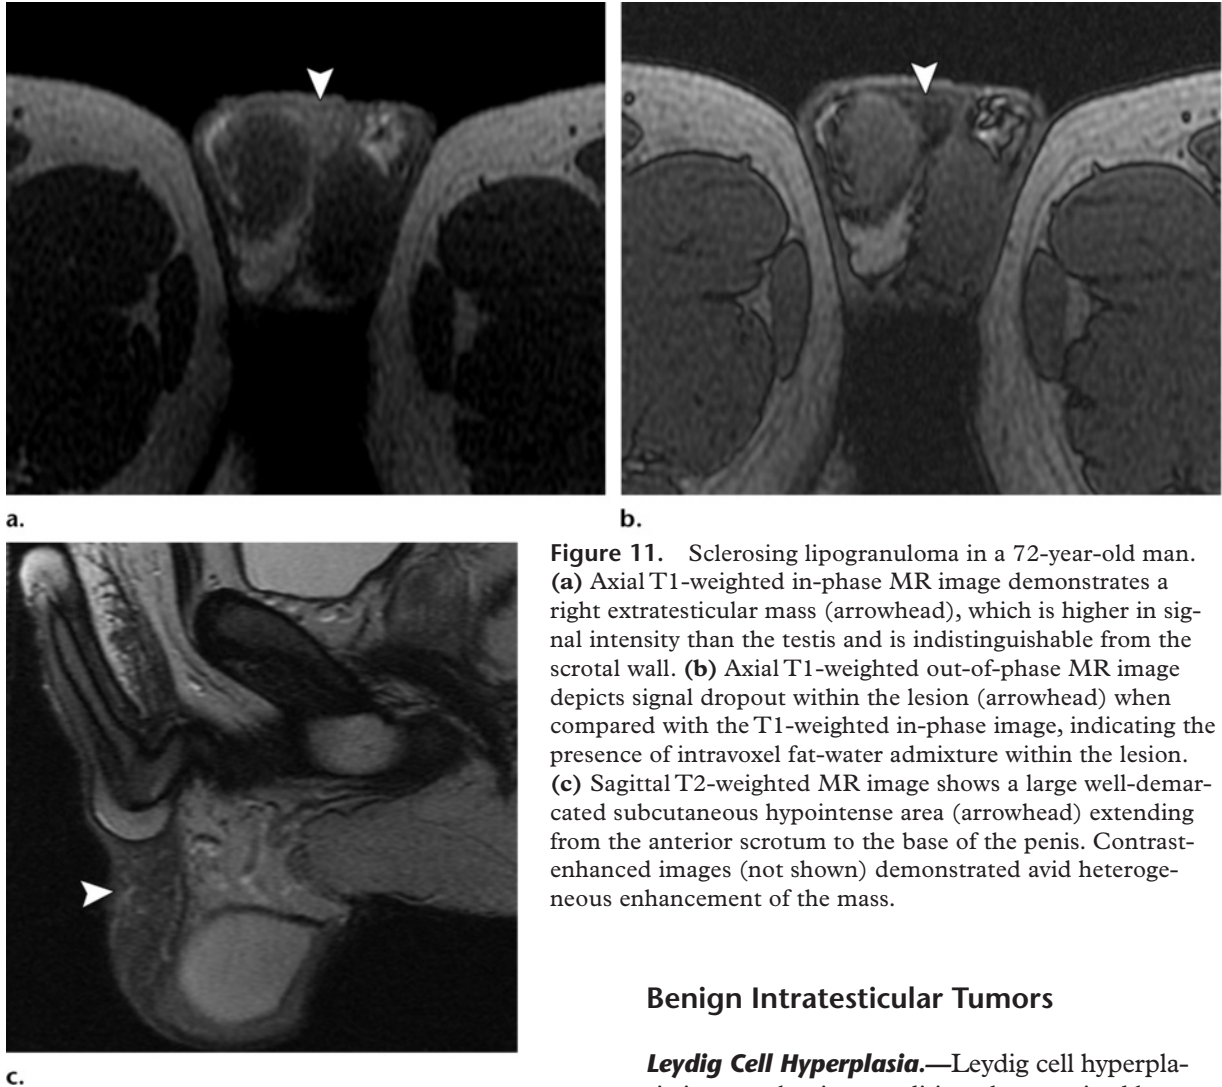 a.
b.
Figure 11. Sclerosing lipogranuloma in a 72-year-old man.
(a) Axial T1-weighted in-phase MR image demonstrates a
right extratesticular mass (arrowhead), which is higher in sig-
nal intensity than the testis and is indistinguishable from the
scrotal wall. (b) Axial T1-weighted out-of-phase MR image
depicts signal dropout within the lesion (arrowhead) when
compared with the T1-weighted in-phase image, indicating the
presence of intravoxel fat-water admixture within the lesion.
(c) Sagittal T2-weighted MR image shows a large well-demar-
cated subcutaneous hypointense area (arrowhead) extending
from the anterior scrotum to the base of the penis. Contrast-
enhanced images (not shown) demonstrated avid heteroge-
neous enhancement of the mass.
c.
Benign Intratesticular Tumors
Leydig Cell Hyperplasia.—Leydig cell hyperpla-